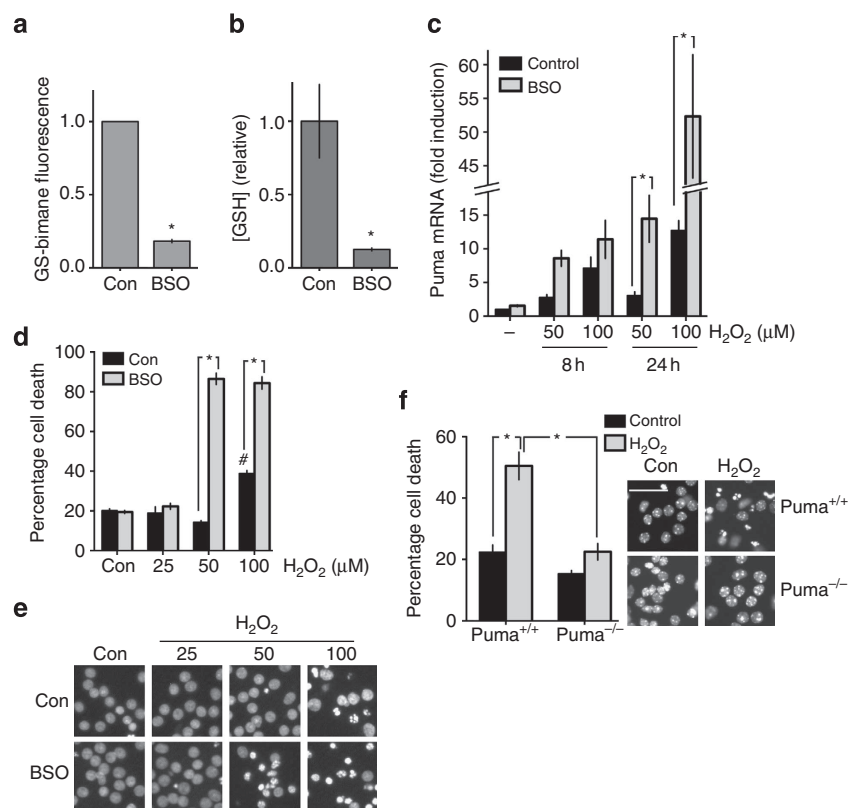 a
GS-bimane fluorescence
1.0
0.5
0.0
*
Con BSO
b
[GSH] (relative)
1.0
0.5
0.0
*
Con BSO
c
Puma mRNA (fold induction)
Control
BSO
60
55
50
45
15
10
5
0
*
*
– 50 100 50 100 H₂O₂ (μM)
8 h 24 h
d
Percentage cell death
Con
BSO
100
80
60
40
20
0
* *
#
Con 25 50 100 H₂O₂ (μM)
e
H₂O₂
Con 25 50 100
Con
BSO
f
Percentage cell death
Control
H₂O₂
60
40
20
0
* *
Puma⁺/⁺ Puma⁻/⁻
Con H₂O₂
Puma⁺/⁺
Puma⁻/⁻